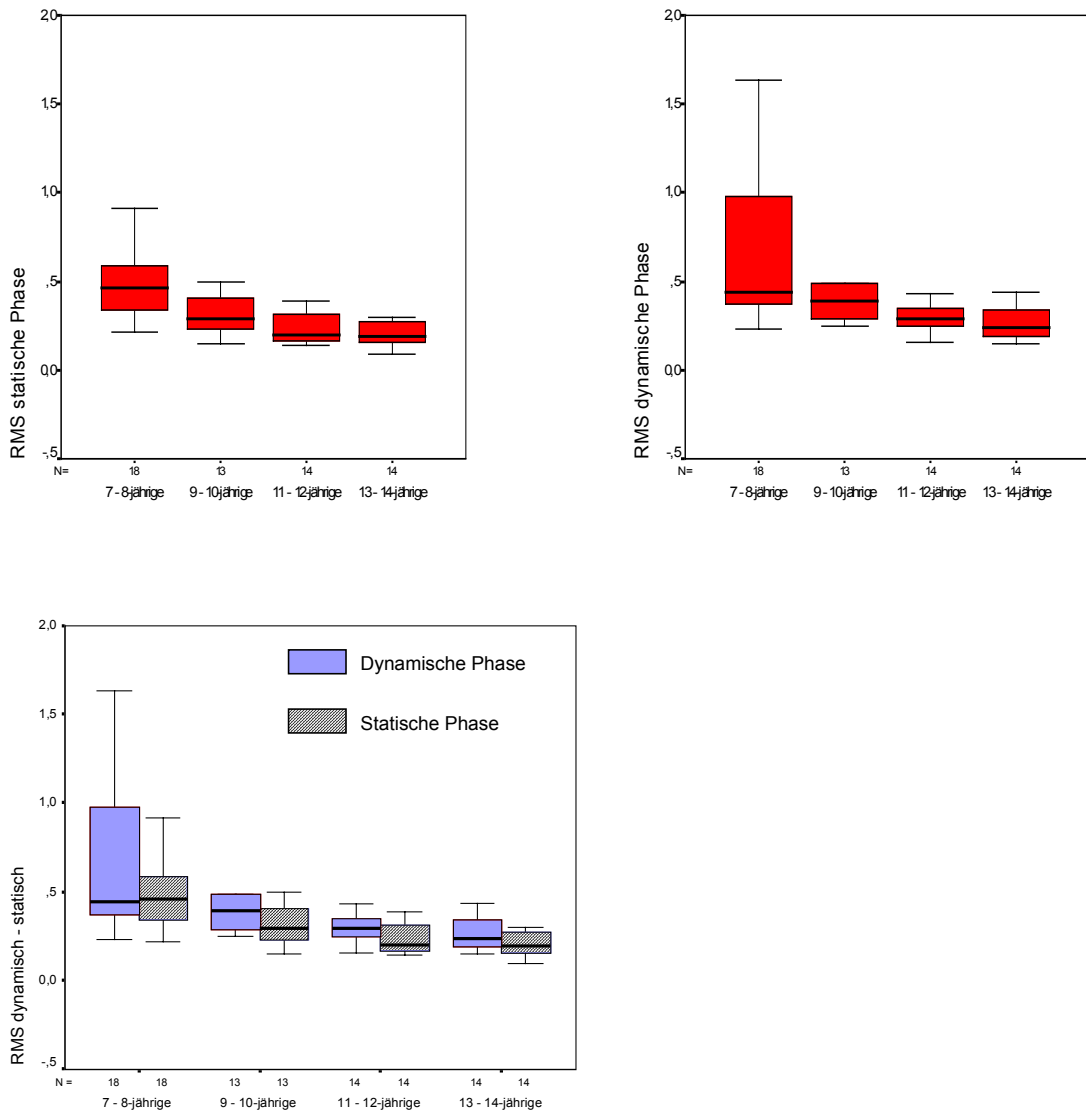 2,0
1,5
1,0
,5
0,0
-,5
RMS statische Phase
N= 18 13 14 14
7 - 8-jährige 9 - 10-jährige 11 - 12-jährige 13 - 14-jährige
2,0
1,5
1,0
,5
0,0
-,5
RMS dynamische Phase
N= 18 13 14 14
7 - 8-jährige 9 - 10-jährige 11 - 12-jährige 13 - 14-jährige
2,0
1,5
1,0
,5
0,0
-,5
RMS dynamisch - statisch
Dynamische Phase
Statische Phase
N = 18 18 13 13 14 14 14 14
7 - 8-jährige 9 - 10-jährige 11 - 12-jährige 13 - 14-jährige